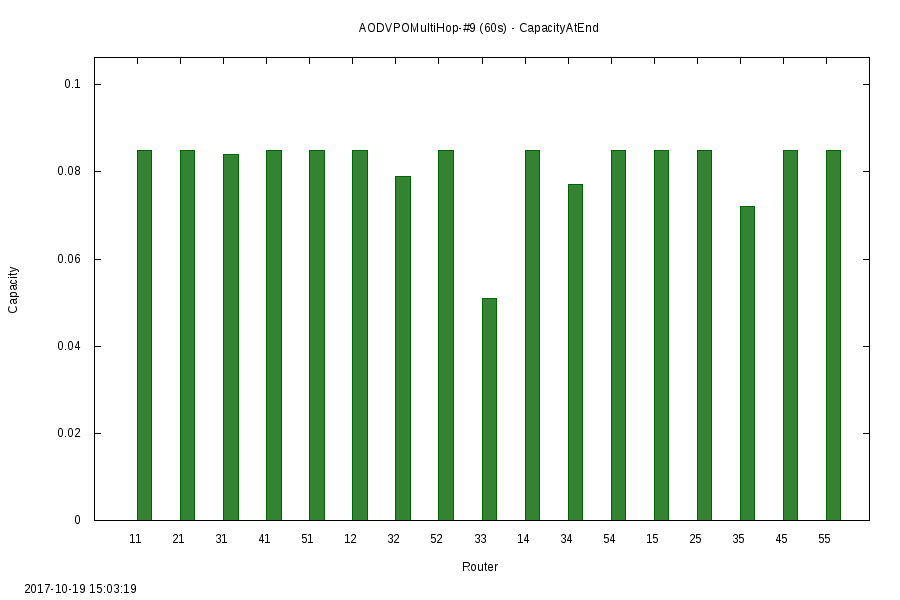 AODVPOMultiHop-#9 (60s) - CapacityAtEnd
0.1
0.08
0.06
0.04
0.02
0
Capacity
11 21 31 41 51 12 32 52 33 14 34 54 15 25 35 45 55
Router
2017-10-19 15:03:19